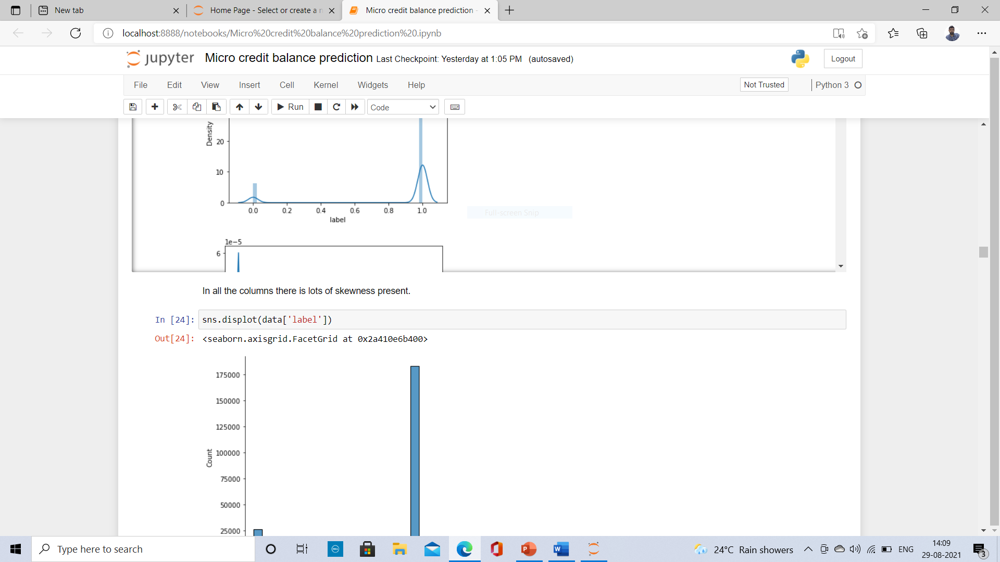 New tab
Home Page - Select or create a n
Micro credit balance prediction -
localhost:8888/notebooks/Micro%20credit%20balance%20prediction%20.ipynb
jupyter Micro credit balance prediction Last Checkpoint: Yesterday at 1:05 PM (autosaved)
Logout
File Edit View Insert Cell Kernel Widgets Help
Not Trusted
Python 3
Run
Code
Density
20
10
0
0.0 0.2 0.4 0.6 0.8 1.0
label
Full-screen Snip
1e−5
6
In all the columns there is lots of skewness present.
In [24]: sns.displot(data['label'])
Out[24]: <seaborn.axisgrid.FacetGrid at 0x2a410e6b400>
175000
150000
125000
100000
75000
50000
25000
Count
Type here to search
DELL
P
W
24°C Rain showers
ENG
14:09
29-08-2021
3